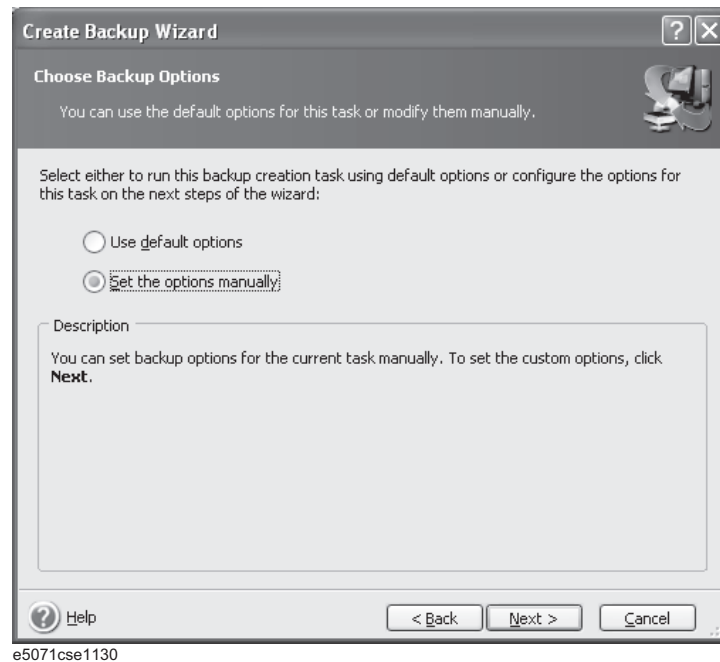 Create Backup Wizard
Choose Backup Options
You can use the default options for this task or modify them manually.
Select either to run this backup creation task using default options or configure the options for
this task on the next steps of the wizard:
Use default options
Set the options manually
Description
You can set backup options for the current task manually. To set the custom options, click
Next.
Help
< Back
Next >
Cancel
e5071cse1130